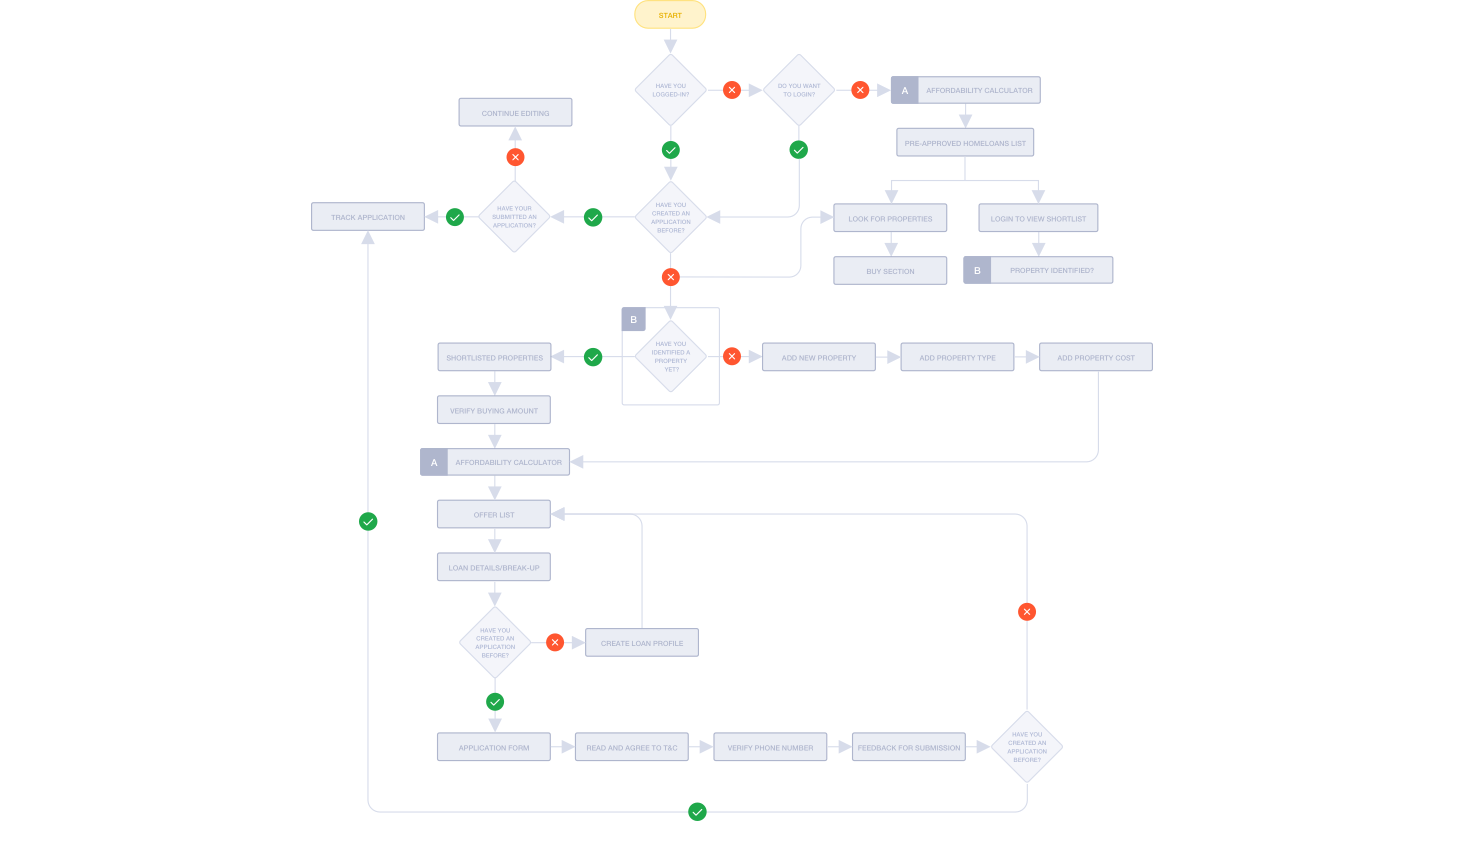 START
HAVE YOU
LOGGED-IN?
DO YOU WANT
TO LOGIN?
A
AFFORDABILITY CALCULATOR
CONTINUE EDITING
PRE-APPROVED HOMELOANS LIST
TRACK APPLICATION
HAVE YOUR
SUBMITTED AN
APPLICATION?
HAVE YOU
CREATED AN
APPLICATION
BEFORE?
LOOK FOR PROPERTIES
LOGIN TO VIEW SHORTLIST
BUY SECTION
B
PROPERTY IDENTIFIED?
B
SHORTLISTED PROPERTIES
HAVE YOU
IDENTIFIED A
PROPERTY
YET?
ADD NEW PROPERTY
ADD PROPERTY TYPE
ADD PROPERTY COST
VERIFY BUYING AMOUNT
A
AFFORDABILITY CALCULATOR
OFFER LIST
LOAN DETAILS/BREAK-UP
HAVE YOU
CREATED AN
APPLICATION
BEFORE?
CREATE LOAN PROFILE
APPLICATION FORM
READ AND AGREE TO T&C
VERIFY PHONE NUMBER
FEEDBACK FOR SUBMISSION
HAVE YOU
CREATED AN
APPLICATION
BEFORE?